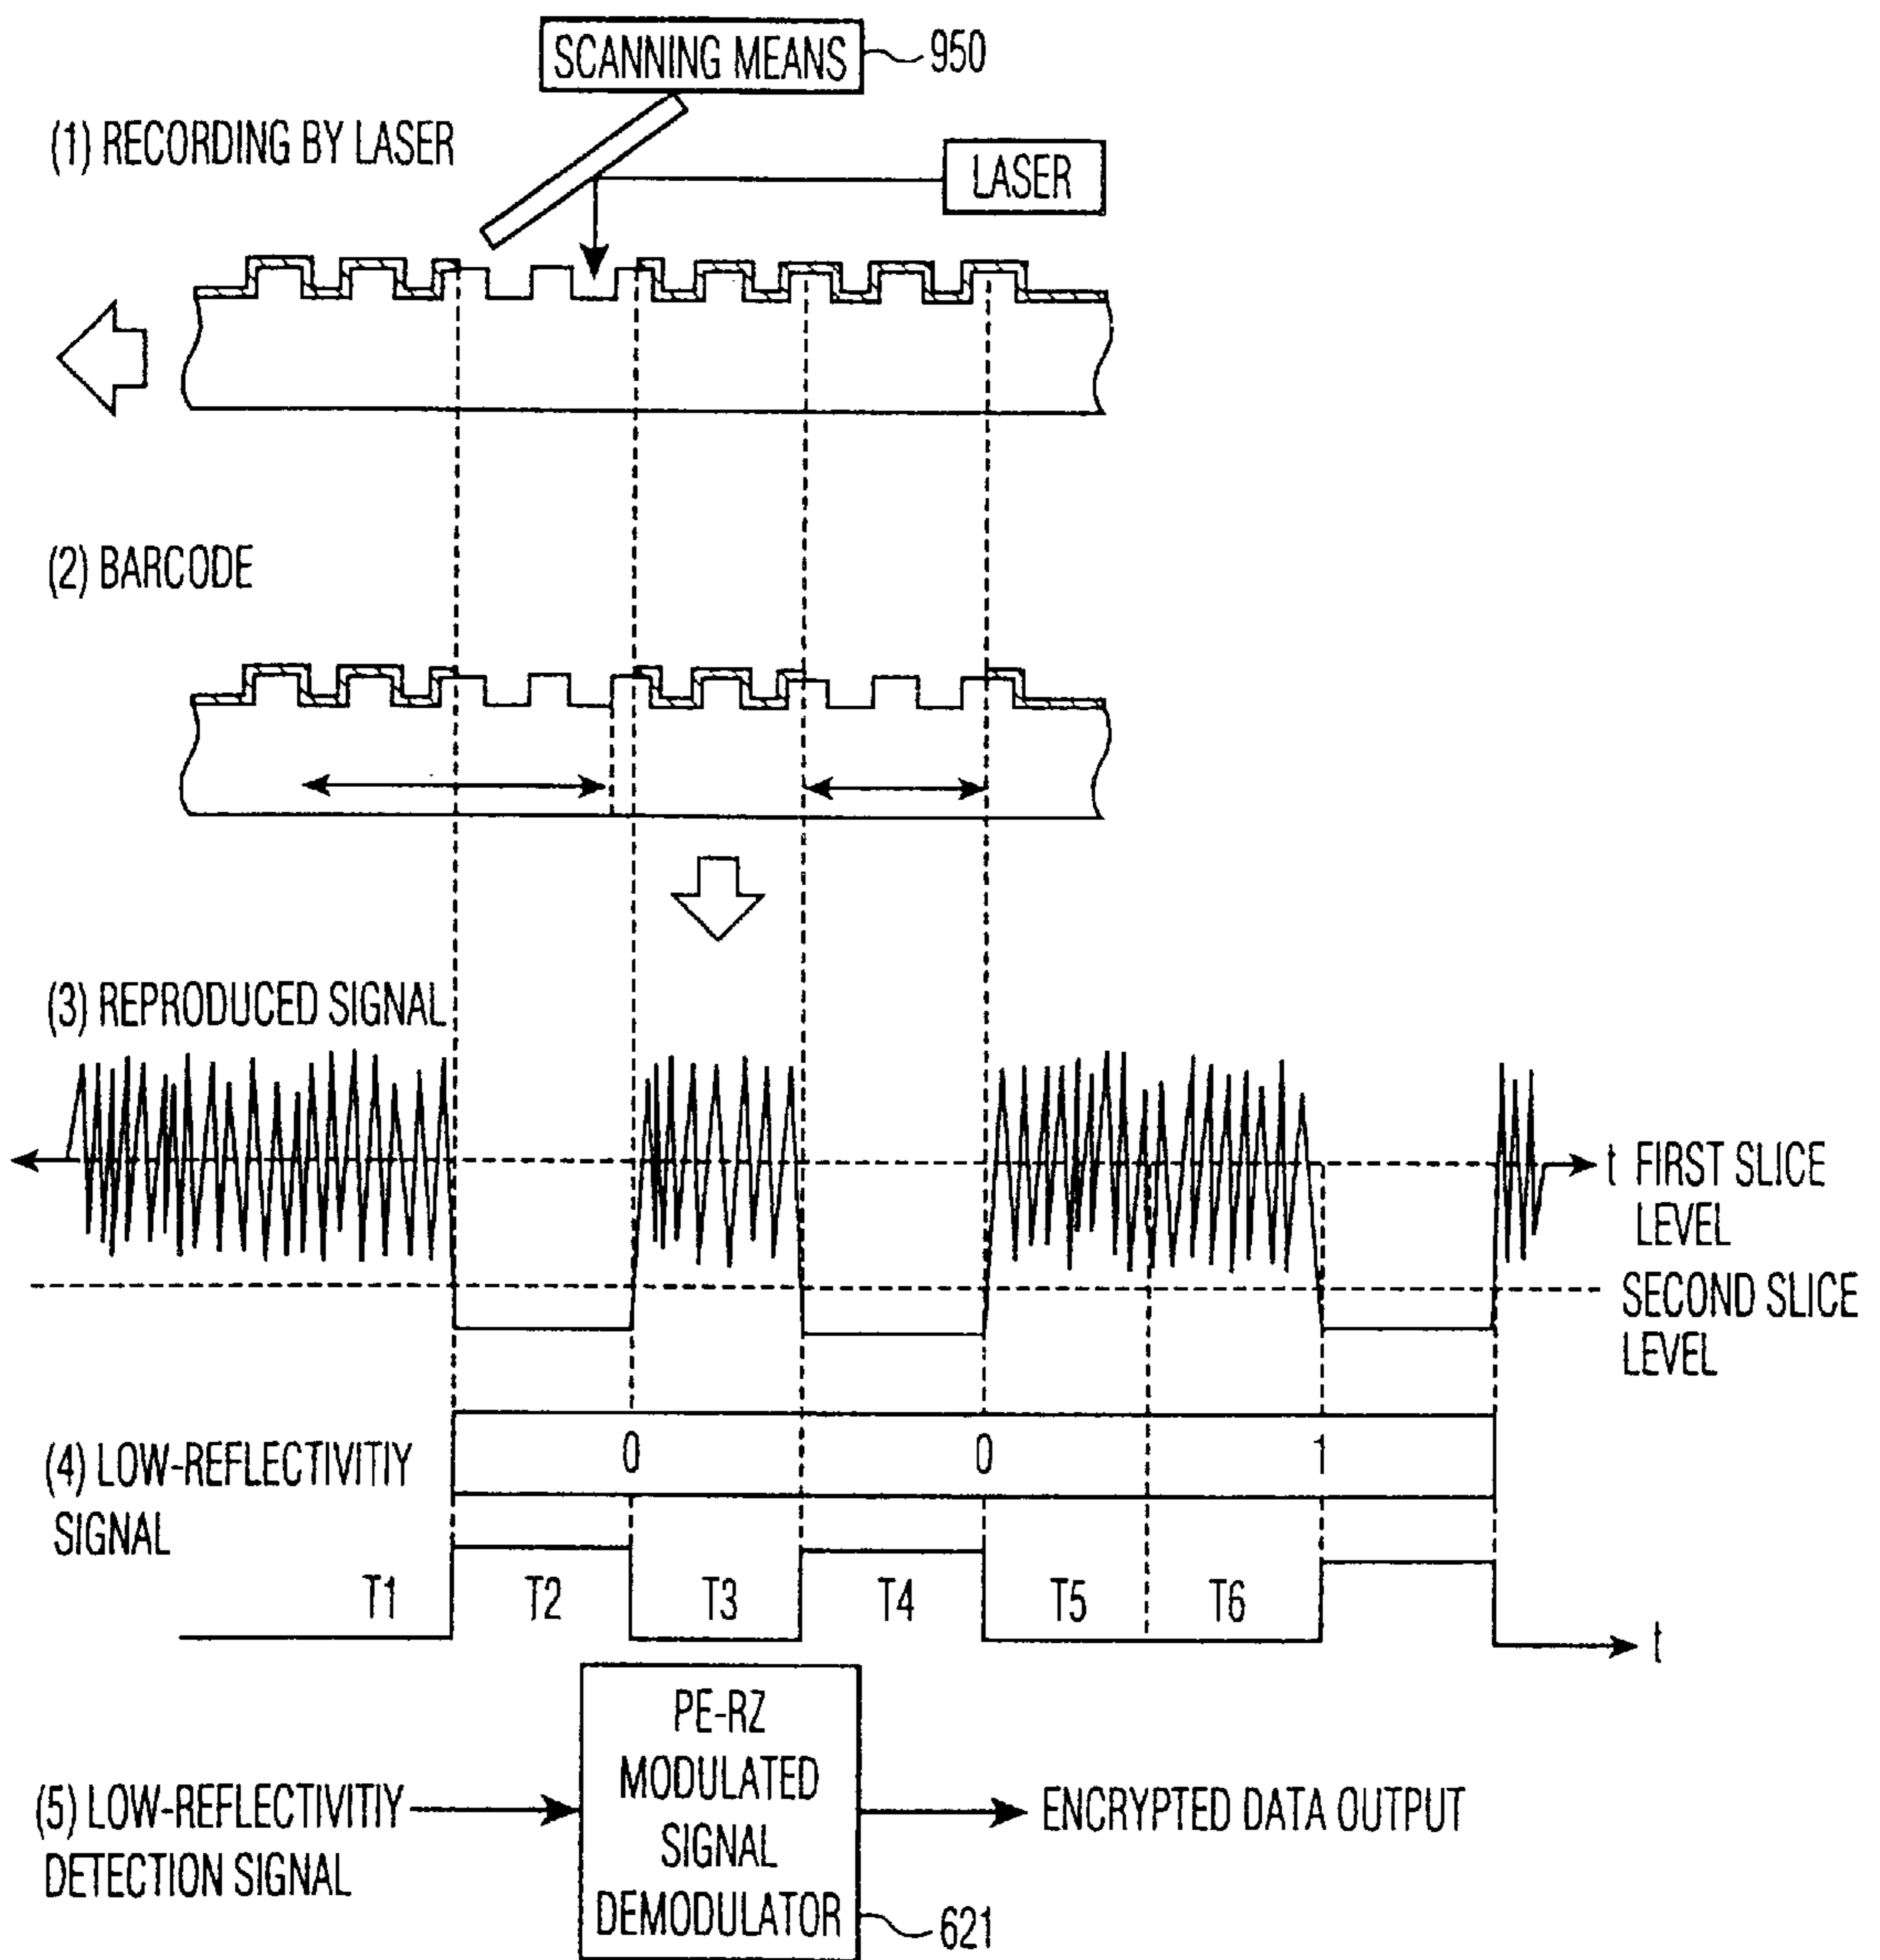 SCANNING MEANS
950
(1) RECORDING BY LASER
LASER
(2) BARCODE
(3) REPRODUCED SIGNAL
t FIRST SLICE
LEVEL
SECOND SLICE
LEVEL
(4) LOW-REFLECTIVITIY
SIGNAL
0 0 1
T1 T2 T3 T4 T5 T6
t
(5) LOW-REFLECTIVITIY
DETECTION SIGNAL
PE-RZ
MODULATED
SIGNAL
DEMODULATOR
621
ENCRYPTED DATA OUTPUT